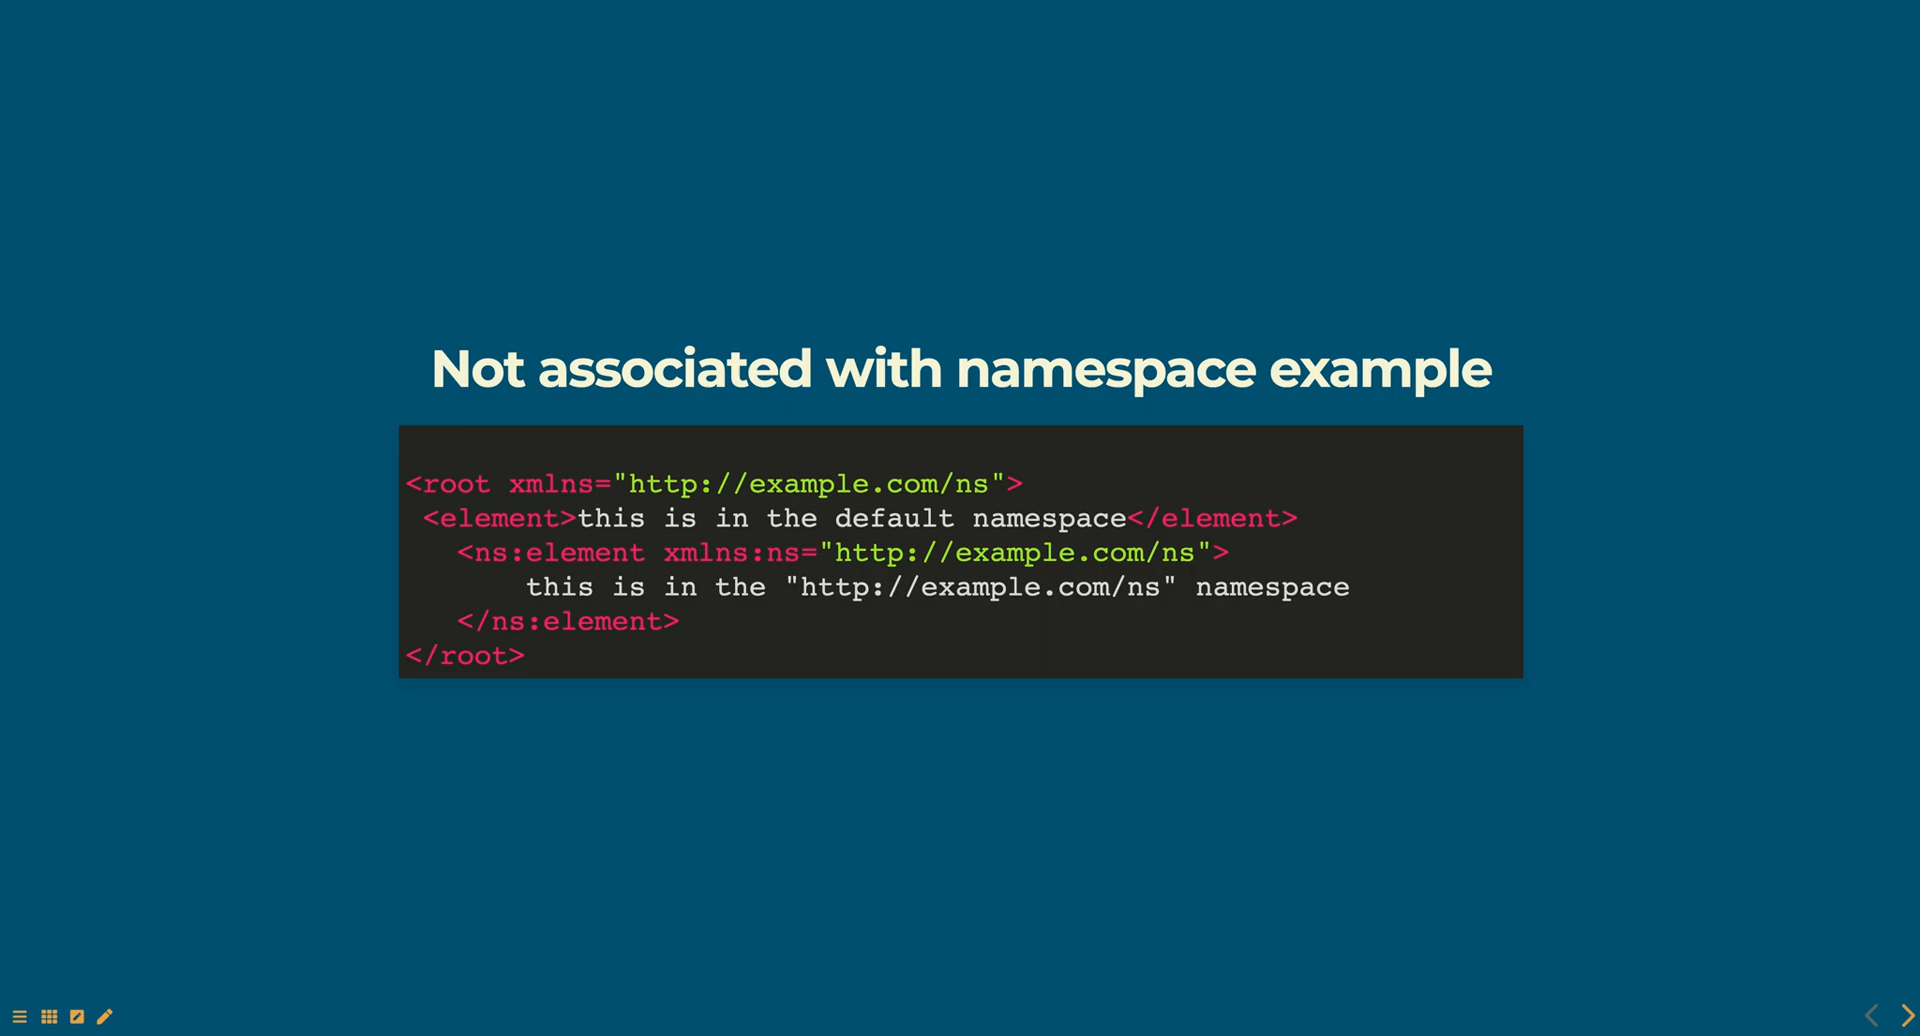 Not associated with namespace example
<root xmlns="http://example.com/ns">
 <element>this is in the default namespace</element>
   <ns:element xmlns:ns="http://example.com/ns">
       this is in the "http://example.com/ns" namespace
   </ns:element>
</root>